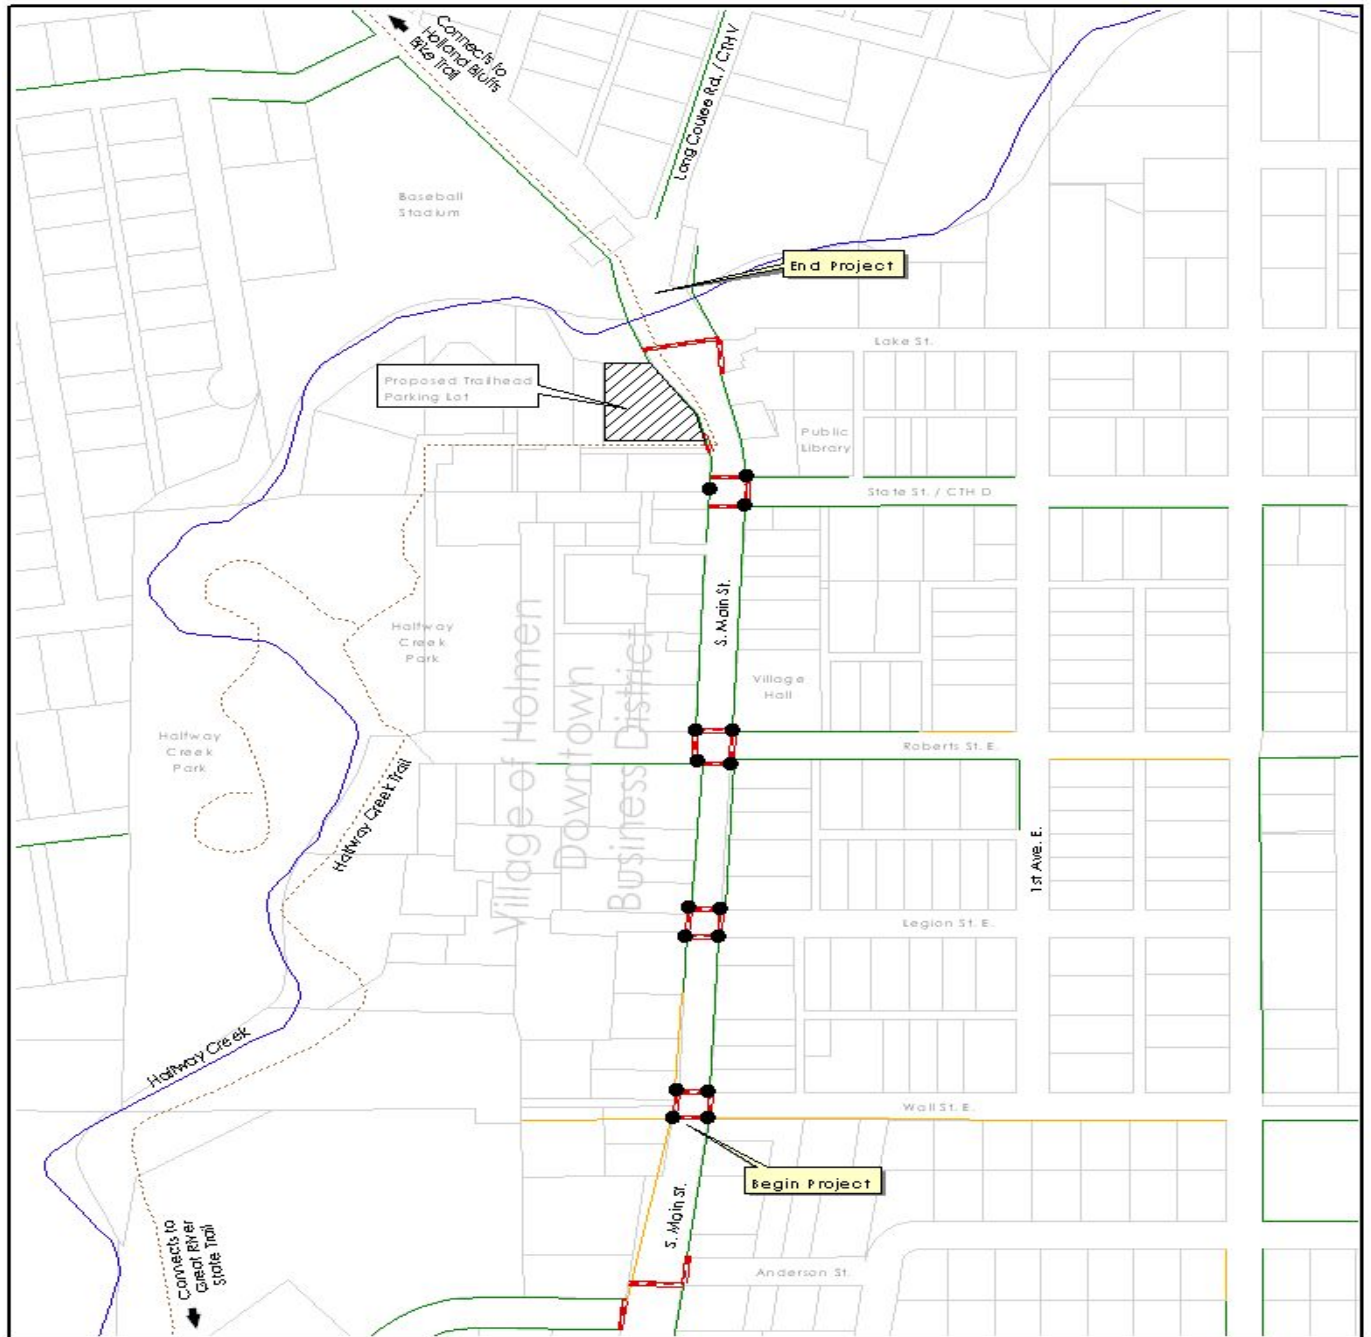 Connects to
Holland Bluffs
Bike Trail
Long Coulee Rd. / CTH V
Baseball
Stadium
End Project
Lake St.
Proposed Trailhead
Parking Lot
Public
Library
State St. / CTH D
S. Main St.
Halfway
Creek
Park
Village
Hall
Village of Holmen
Downtown
Business District
Halfway
Creek
Park
Roberts St. E.
Halfway Creek Trail
1st Ave. E.
Legion St. E.
Halfway Creek
Wall St. E.
Begin Project
S. Main St.
Connects to
Great River
State Trail
Anderson St.